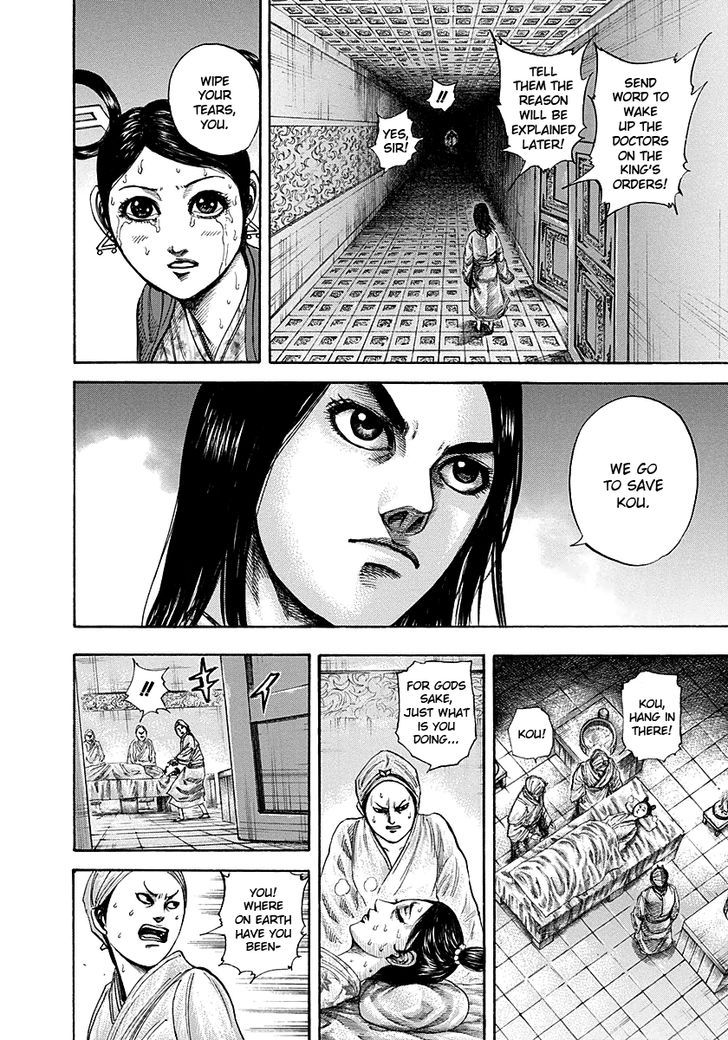 SEND
WORD TO
WAKE
UP THE
DOCTORS
ON THE
KING'S
ORDERS!
TELL
THEM THE
REASON
WILL BE
EXPLAINED
LATER!
!!
YES,
SIR!
WIPE
YOUR
TEARS,
YOU.
WE GO
TO SAVE
KOU.
KOU,
HANG IN
THERE!
KOU!
FOR GODS
SAKE,
JUST WHAT
IS YOU
DOING...
!!
YOU!
WHERE
ON EARTH
HAVE YOU
BEEN-